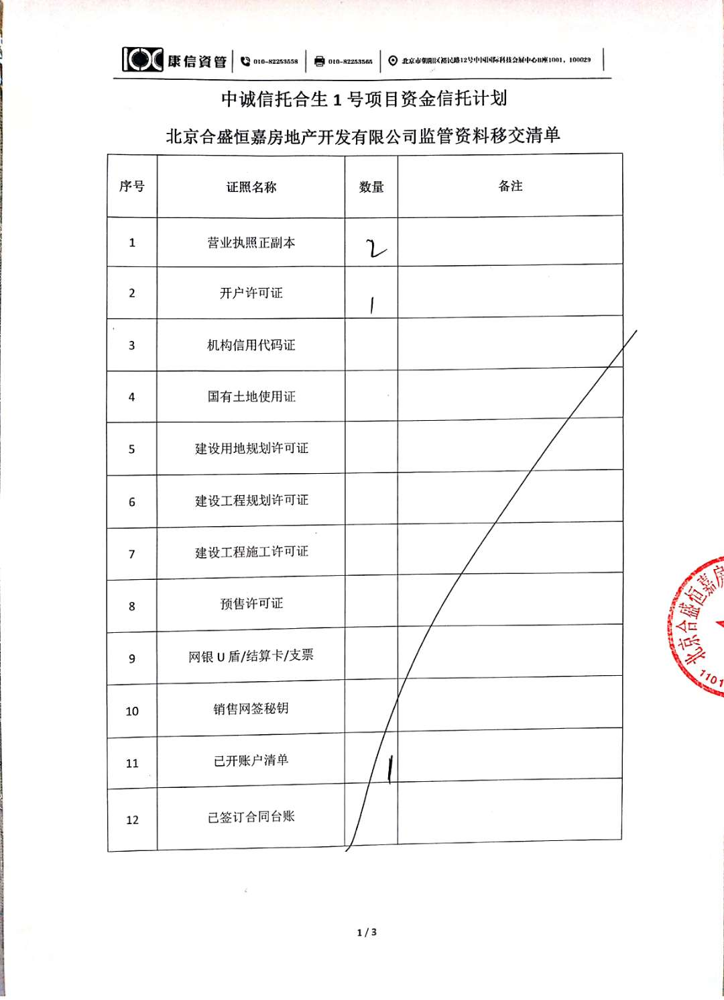 康信資管 010-82253558 010-82253565 北京市朝阳区裕民路12号中国国际科技会展中心B座1001, 100029
中诚信托合生1号项目资金信托计划
北京合盛恒嘉房地产开发有限公司监管资料移交清单
序号 证照名称 数量 备注
1 营业执照正副本 2
2 开户许可证 1
3 机构信用代码证
4 国有土地使用证
5 建设用地规划许可证
6 建设工程规划许可证
7 建设工程施工许可证
8 预售许可证
9 网银U盾/结算卡/支票
10 销售网签秘钥
11 已开账户清单 1
12 已签订合同台账
北京合盛恒嘉房
1101
1 / 3